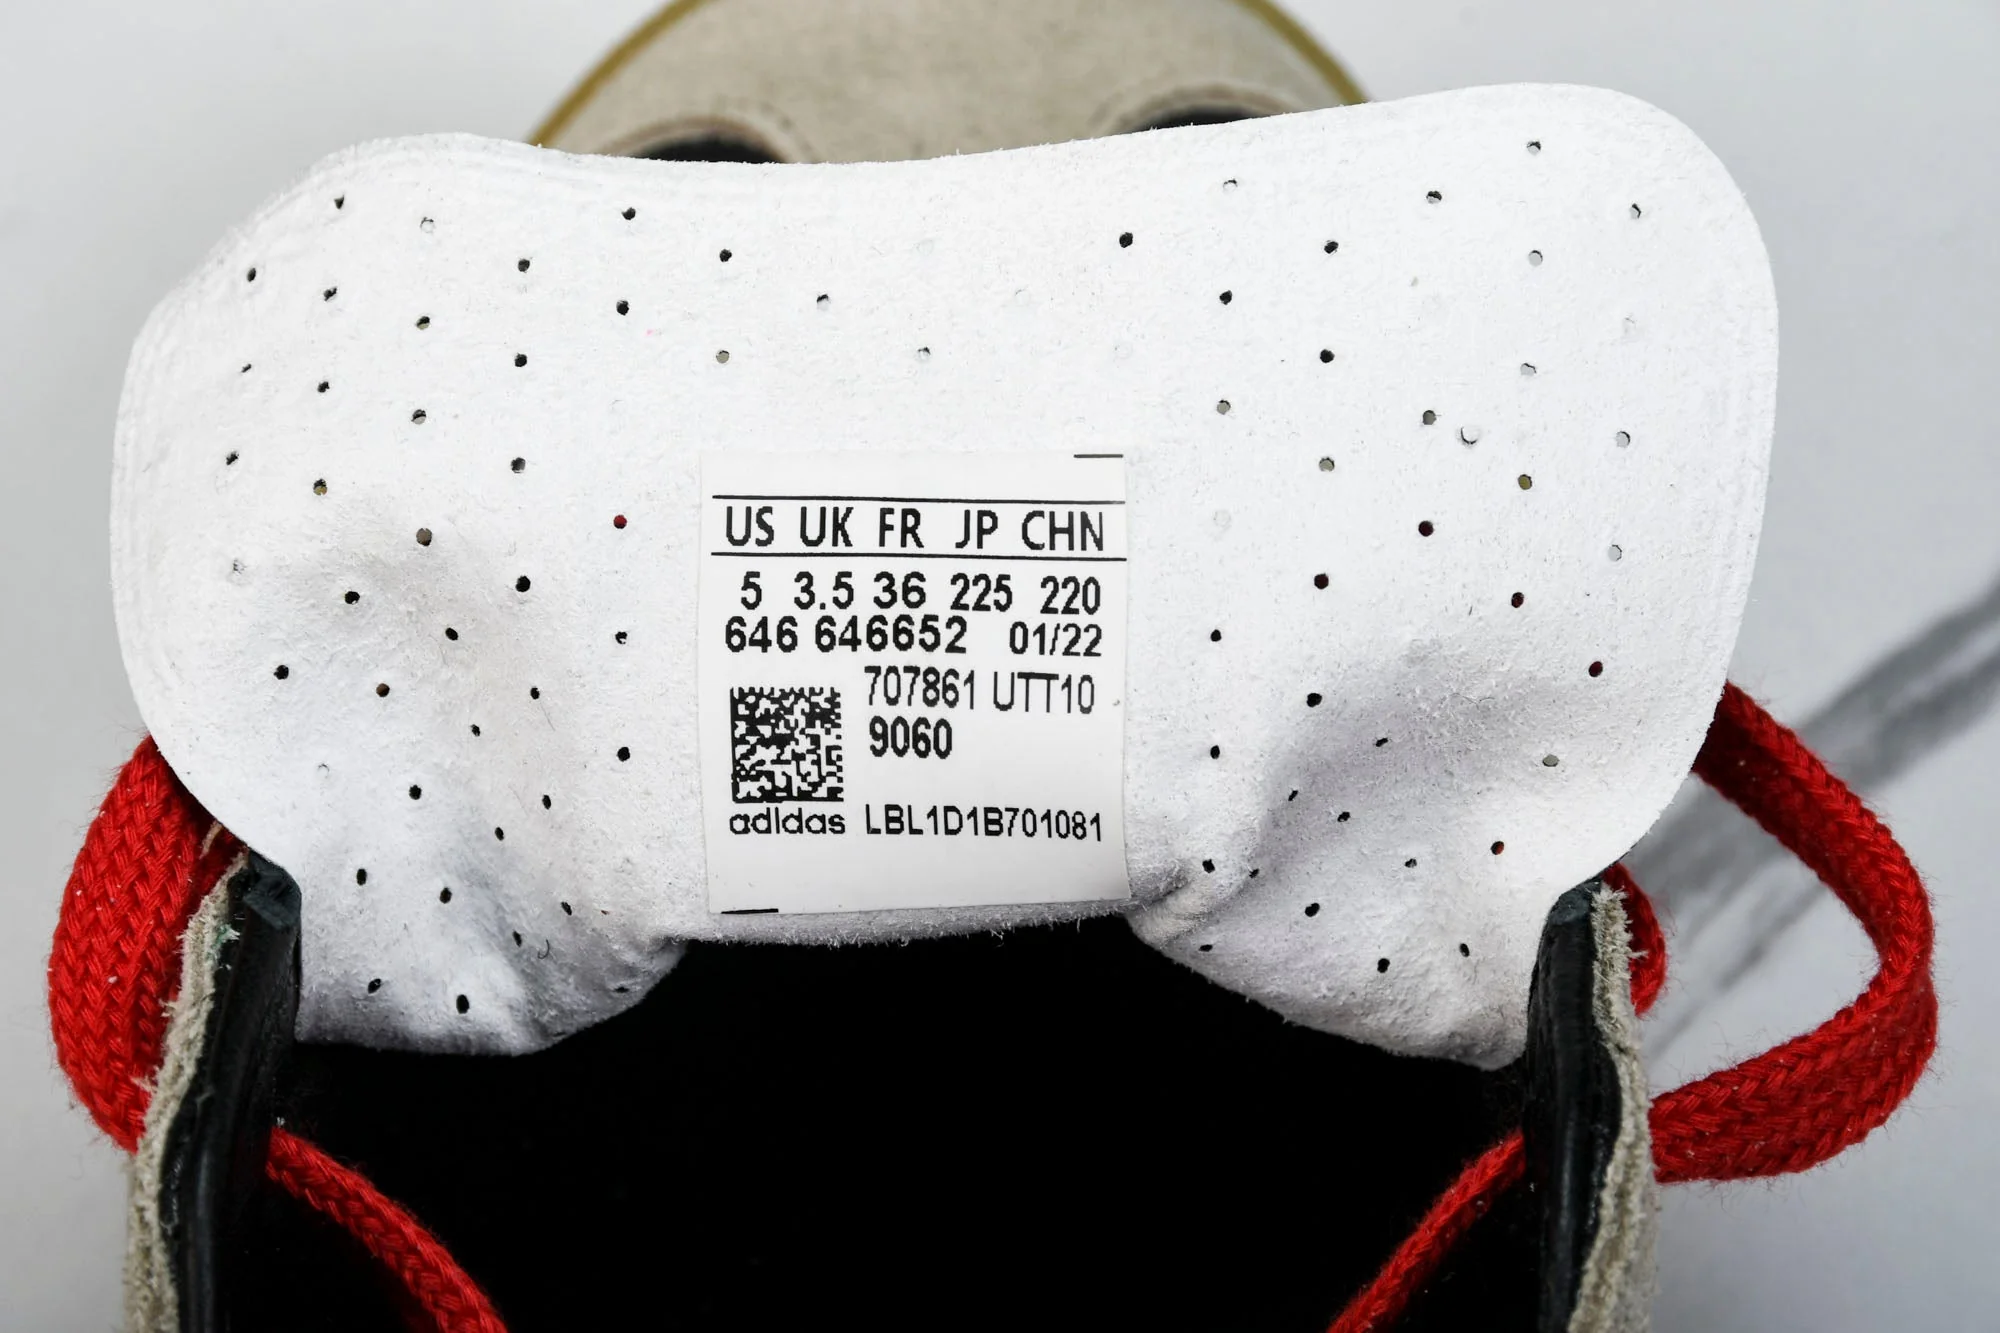 US UK FR JP CHN
5 3.5 36 225 220
646 646652 01/22
707861 UTT10
9060
adidas LBL1D1B701081